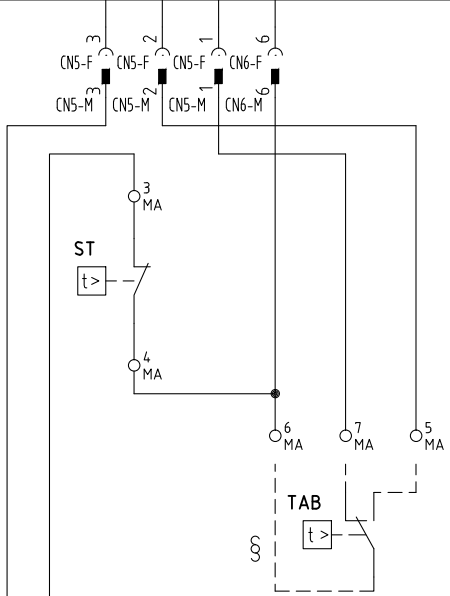 3 2 1 6
CN5-F CN5-F CN5-F CN6-F
3 2 1 6
CN5-M CN5-M CN5-M CN6-M
3
MA
ST
t>
4
MA
6 7 5
MA MA MA
TAB
t>
§